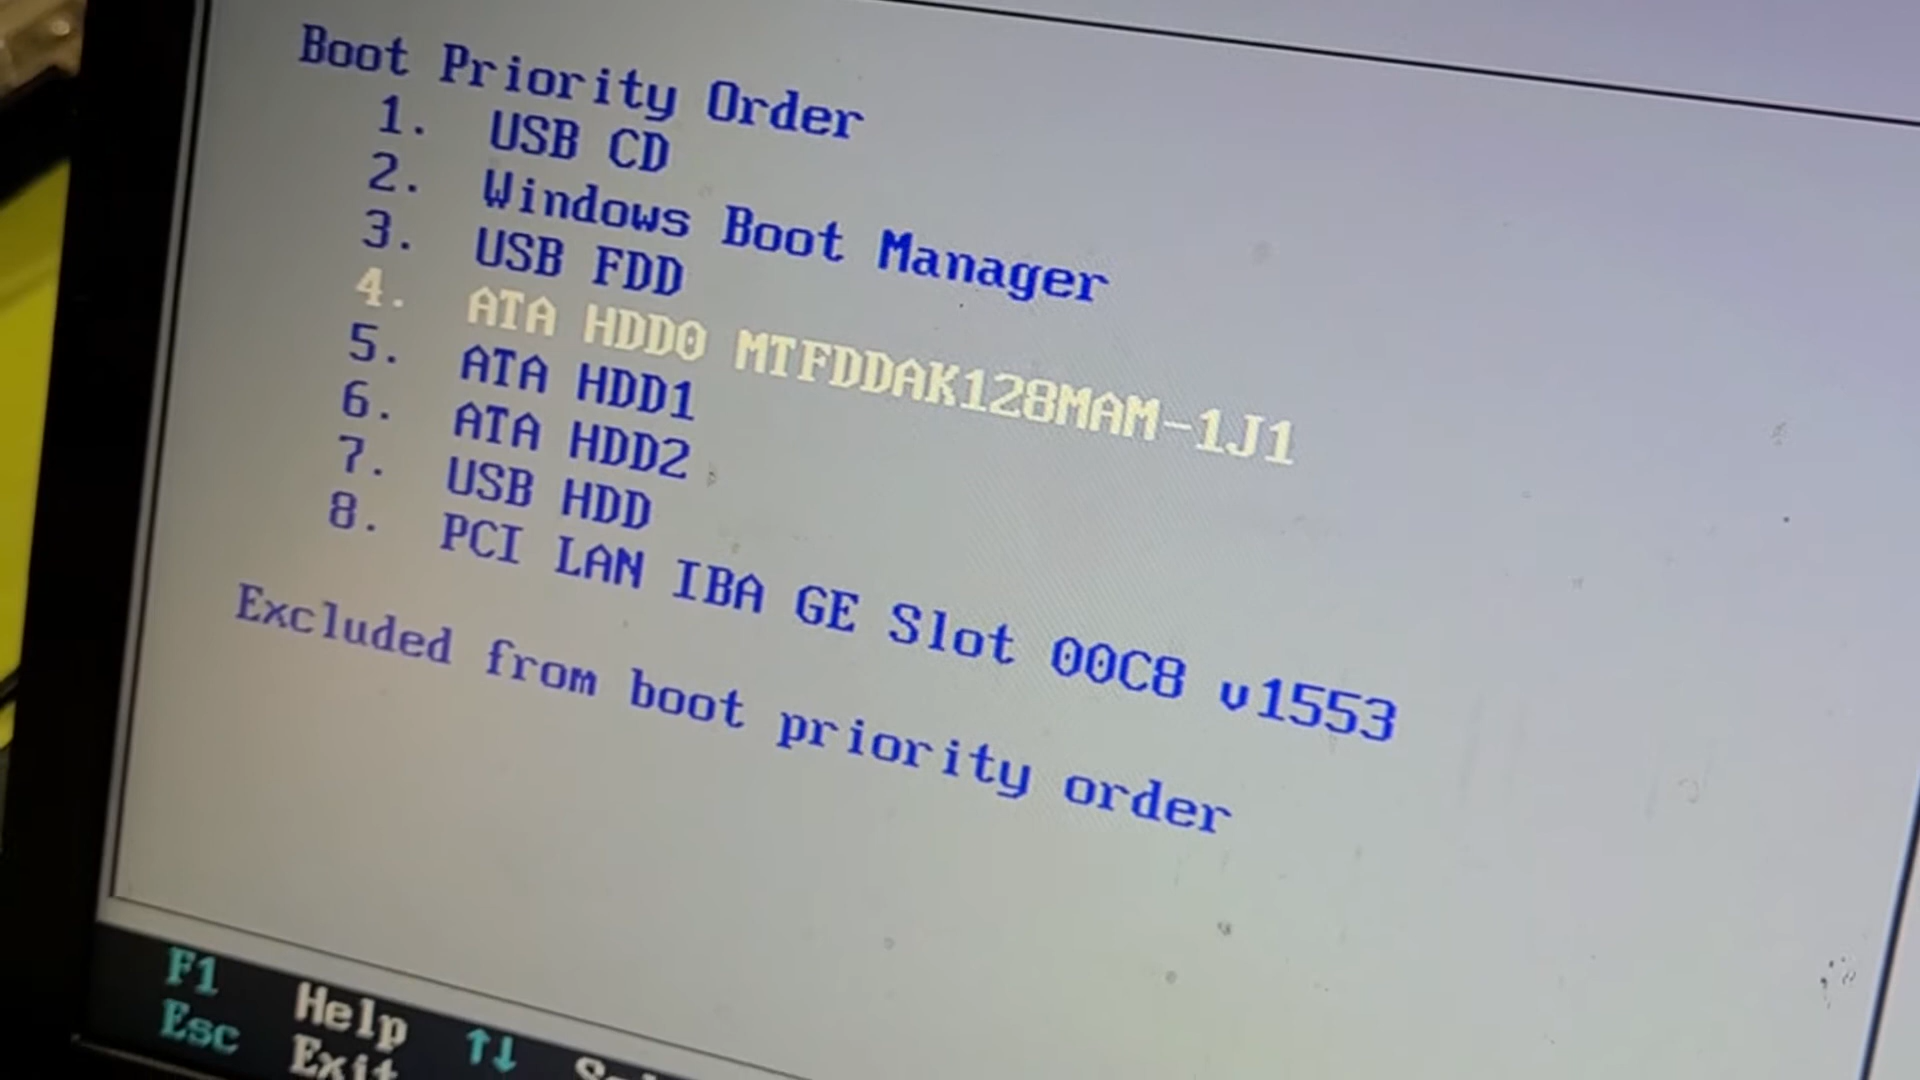 Boot Priority Order
1. USB CD
2. Windows Boot Manager
3. USB FDD
4. ATA HDD0 MTFDDAK128MAM-1J1
5. ATA HDD1
6. ATA HDD2
7. USB HDD
8. PCI LAN IBA GE Slot 00C8 v1553
Excluded from boot priority order
F1 Help ↑↓
Esc Exit